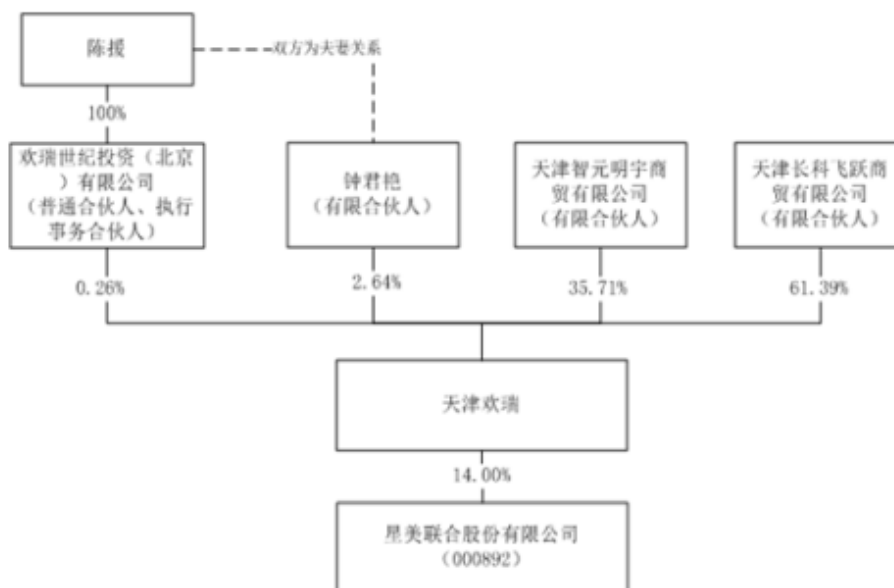 陈援
双方为夫妻关系
100%
欢瑞世纪投资（北京
）有限公司
（普通合伙人、执行
事务合伙人）
钟君艳
（有限合伙人）
天津智元明宇商
贸有限公司
（有限合伙人）
天津长科飞跃商
贸有限公司
（有限合伙人）
0.26%
2.64%
35.71%
61.39%
天津欢瑞
14.00%
星美联合股份有限公司
（000892）